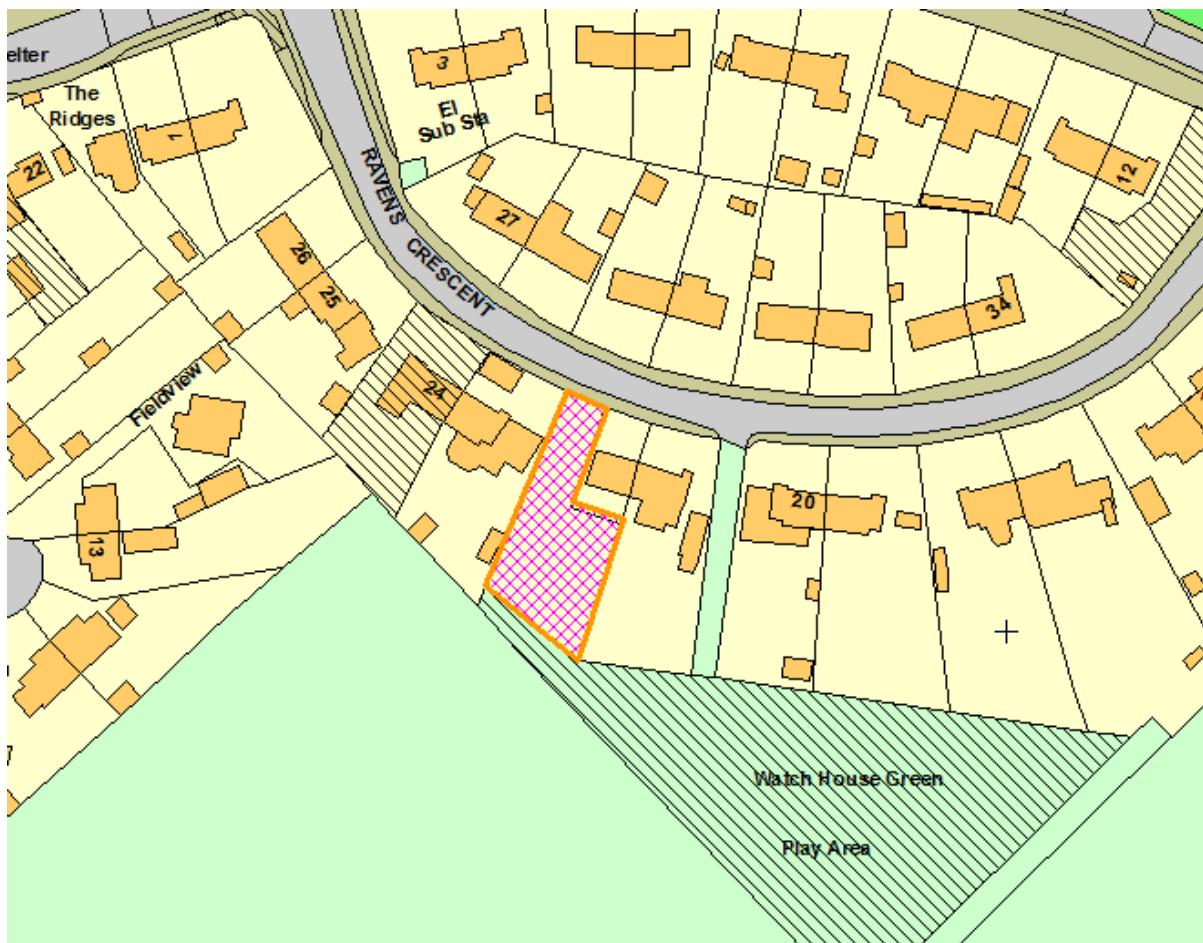 elter
The
Ridges
3
El
Sub Sta
22
1
12
RAVENS CRESCENT
27
26
25
34
Fieldview
24
20
13
Watch House Green
Play Area